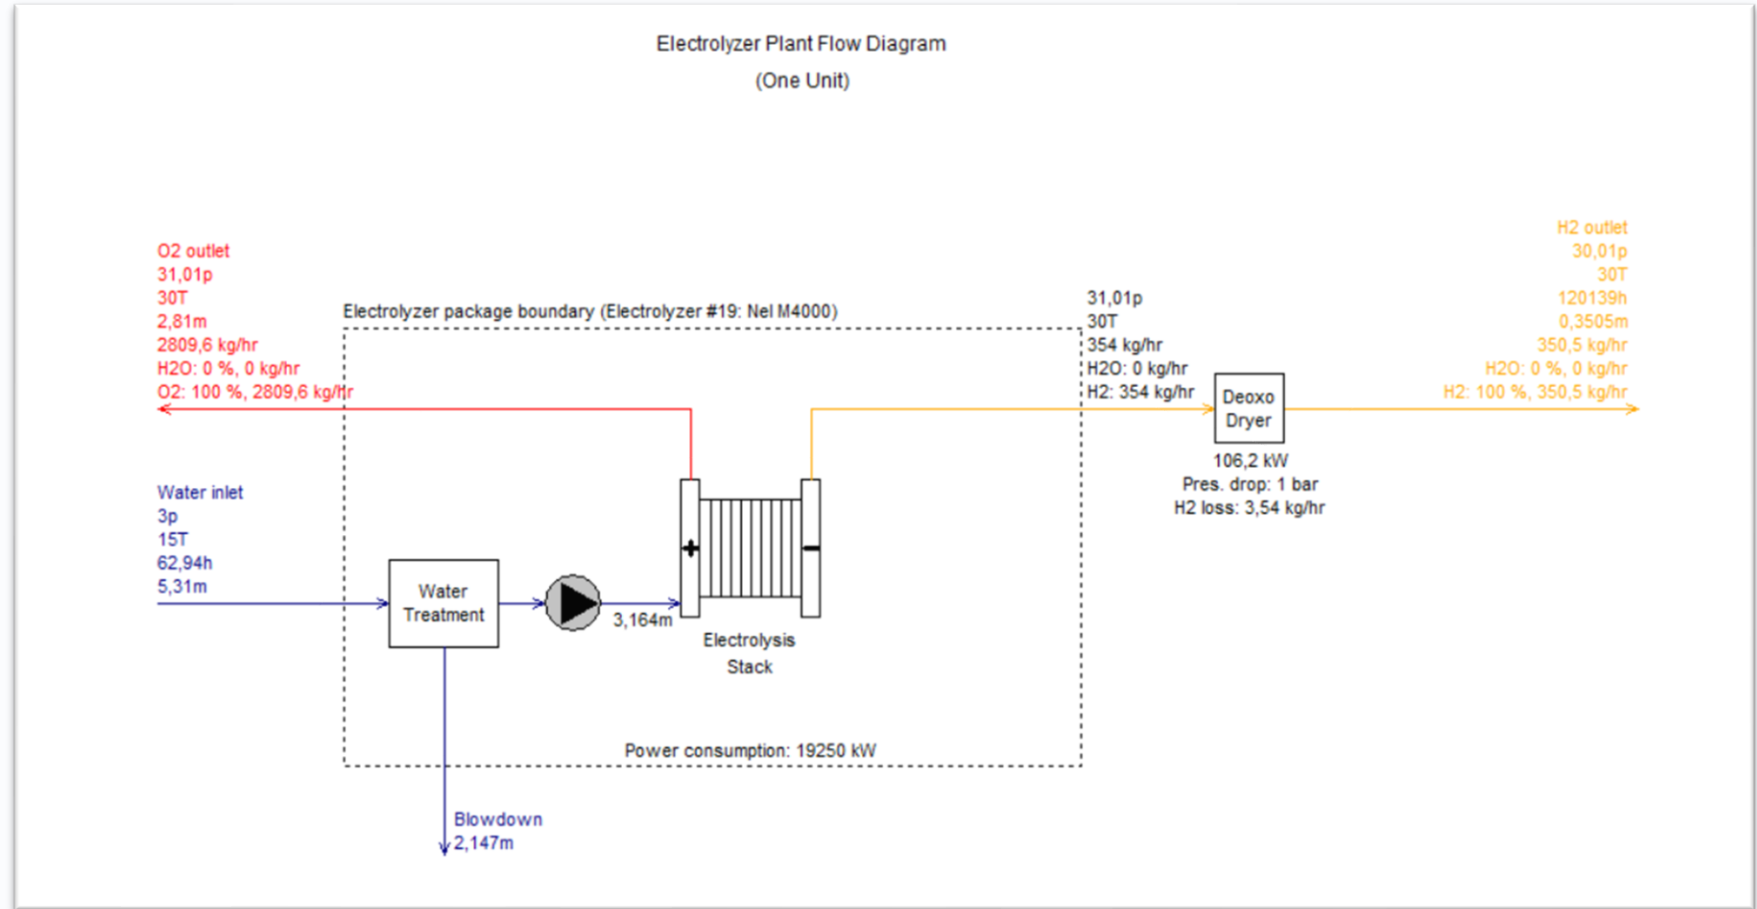 Electrolyzer Plant Flow Diagram
(One Unit)
O2 outlet
31,01p
30T
2,81m
2809,6 kg/hr
H2O: 0 %, 0 kg/hr
O2: 100 %, 2809,6 kg/hr
Electrolyzer package boundary (Electrolyzer #19: Nel M4000)
31,01p
30T
354 kg/hr
H2O: 0 kg/hr
H2: 354 kg/hr
H2 outlet
30,01p
30T
120139h
0,3505m
350,5 kg/hr
H2O: 0 %, 0 kg/hr
H2: 100 %, 350,5 kg/hr
Deoxo
Dryer
106,2 kW
Pres. drop: 1 bar
H2 loss: 3,54 kg/hr
Water inlet
3p
15T
62,94h
5,31m
Water
Treatment
3,164m
+
−
Electrolysis
Stack
Power consumption: 19250 kW
Blowdown
2,147m